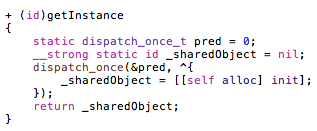 + (id)getInstance
{
    static dispatch_once_t pred = 0;
    __strong static id _sharedObject = nil;
    dispatch_once(&pred, ^{
        _sharedObject = [[self alloc] init];
    });
    return _sharedObject;
}